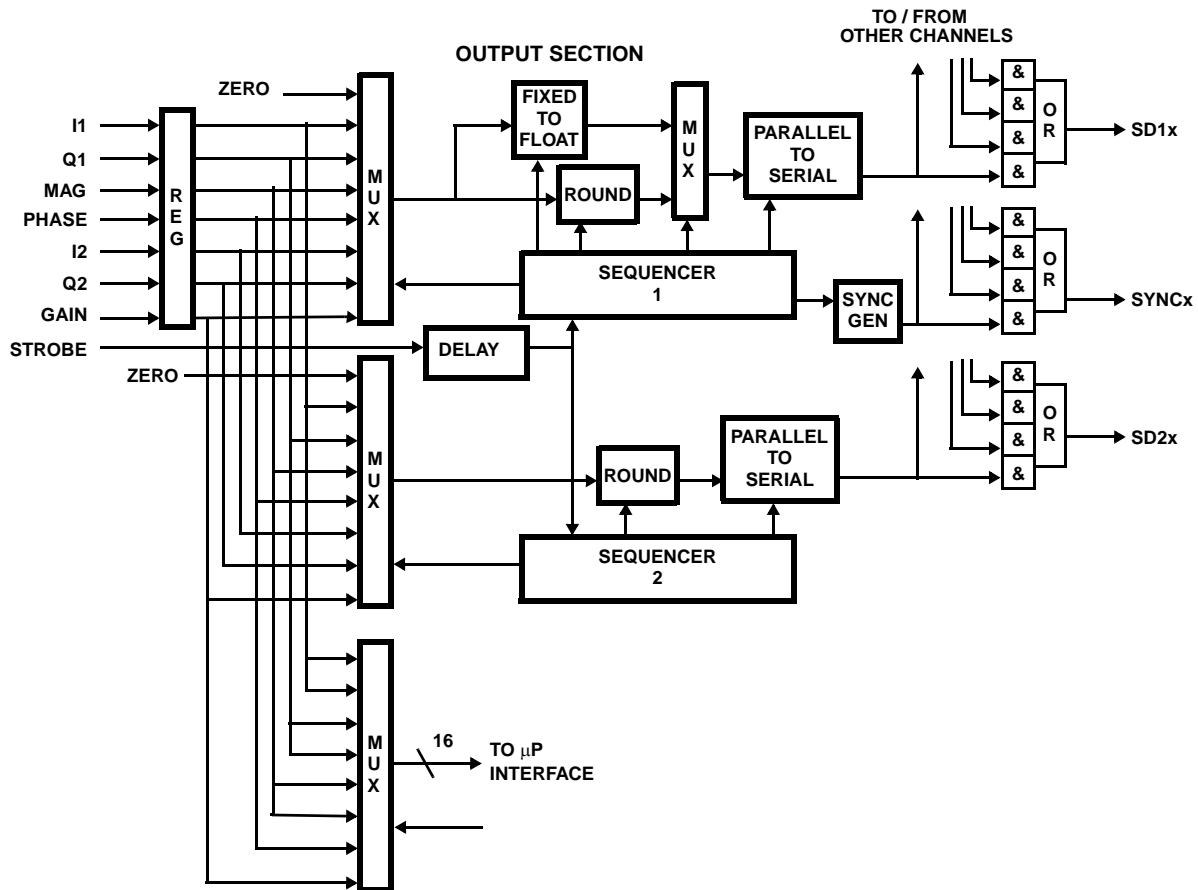 TO / FROM
OTHER CHANNELS
OUTPUT SECTION
ZERO
I1
Q1
MAG
PHASE
I2
Q2
GAIN
STROBE
REG
MUX
FIXED
TO
FLOAT
ROUND
MUX
PARALLEL
TO
SERIAL
&
&
&
&
OR
SD1x
SEQUENCER
1
SYNC
GEN
&
&
&
&
OR
SYNCx
DELAY
ZERO
MUX
ROUND
PARALLEL
TO
SERIAL
&
&
&
&
OR
SD2x
SEQUENCER
2
MUX
16
TO μP
INTERFACE